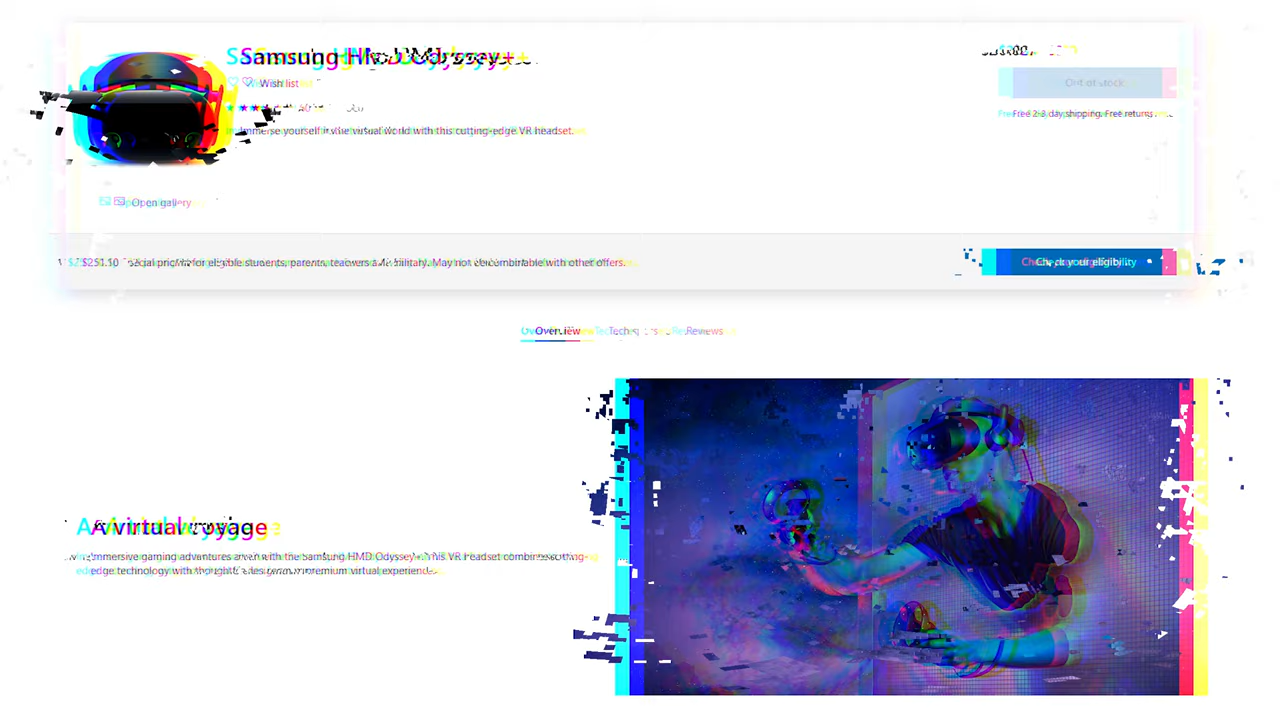 Samsung HMD Odyssey+
Wish list
Immerse yourself in the virtual world with this cutting-edge VR headset.
Out of stock
Free 2-3 day shipping. Free returns.
Open gallery
Special pricing for eligible students, parents, teachers and military. May not be combinable with other offers.
Check your eligibility
Overview
Reviews
A virtual voyage
Immersive gaming adventures await with the Samsung HMD Odyssey+. This VR headset combines cutting-
edge technology with thoughtful design for a premium virtual experience.